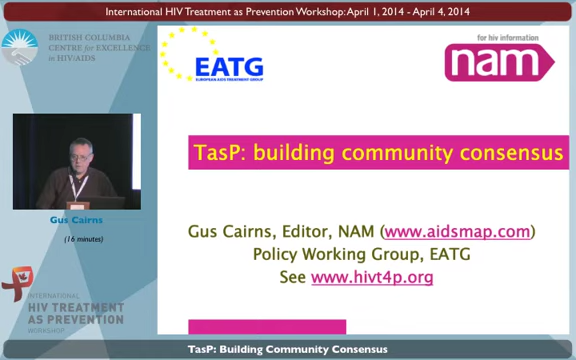 International HIV Treatment as Prevention Workshop: April 1, 2014 - April 4, 2014
BRITISH COLUMBIA
CENTRE for EXCELLENCE
in HIV/AIDS
EATG
EUROPEAN AIDS TREATMENT GROUP
for hiv information
nam
TasP: building community consensus
Gus Cairns
(16 minutes)
Gus Cairns, Editor, NAM (www.aidsmap.com)
Policy Working Group, EATG
See www.hivt4p.org
INTERNATIONAL
HIV TREATMENT
AS PREVENTION
WORKSHOP
TasP: Building Community Consensus